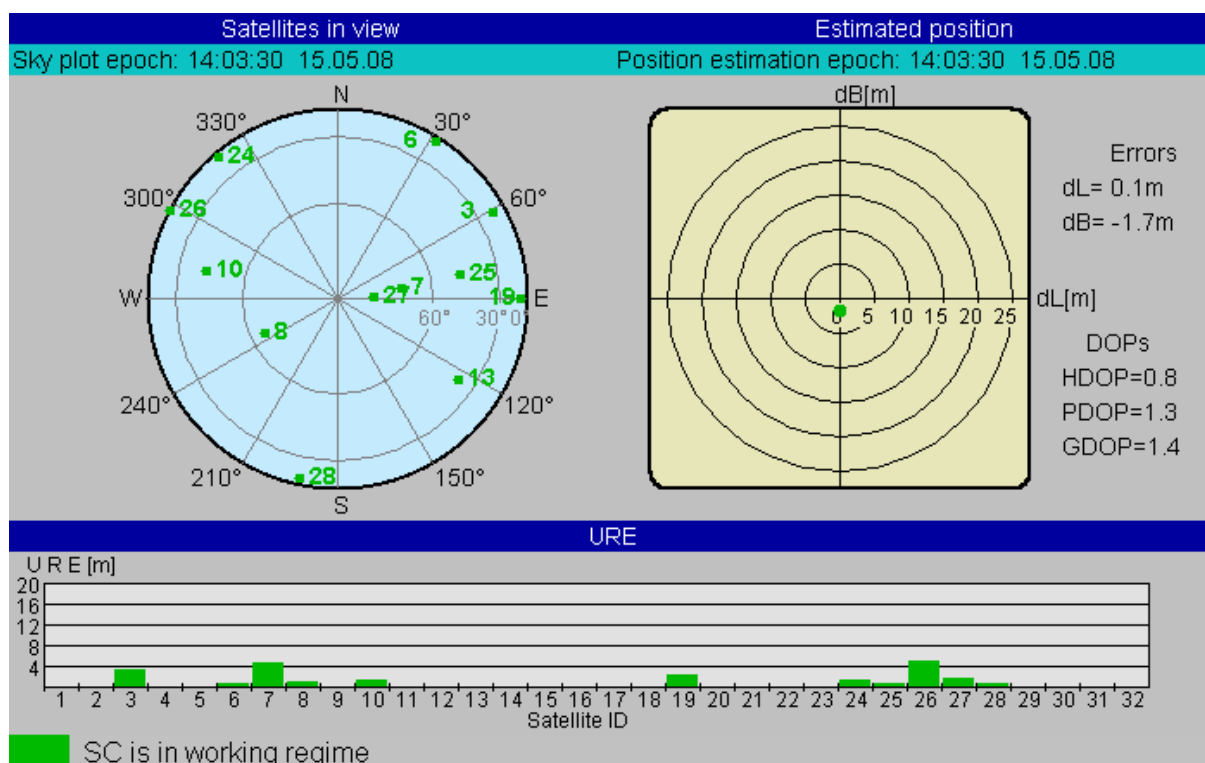 Satellites in view
Estimated position
Sky plot epoch: 14:03:30 15.05.08
Position estimation epoch: 14:03:30 15.05.08
N
330°
30°
6
24
300°
60°
26
3
10
25
7
27
W
19
E
60°
30°
0°
8
13
240°
120°
28
210°
150°
S
dB[m]
Errors
dL= 0.1m
dB= -1.7m
dL[m]
0 5 10 15 20 25
DOPs
HDOP=0.8
PDOP=1.3
GDOP=1.4
URE
U R E [m]
20
16
12
8
4
1 2 3 4 5 6 7 8 9 10 11 12 13 14 15 16 17 18 19 20 21 22 23 24 25 26 27 28 29 30 31 32
Satellite ID
SC is in working regime